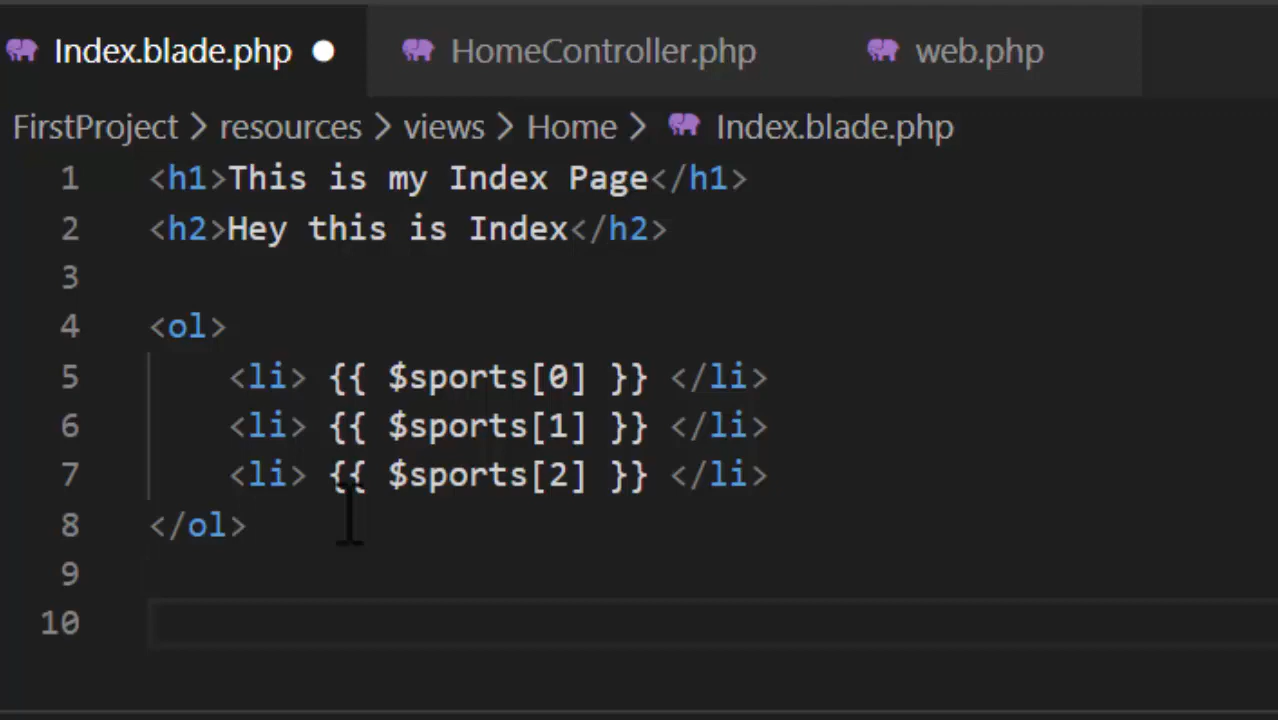 Index.blade.php HomeController.php web.php
FirstProject > resources > views > Home > Index.blade.php
1 <h1>This is my Index Page</h1>
2 <h2>Hey this is Index</h2>
3
4 <ol>
5 <li> {{ $sports[0] }} </li>
6 <li> {{ $sports[1] }} </li>
7 <li> {{ $sports[2] }} </li>
8 </ol>
9
10